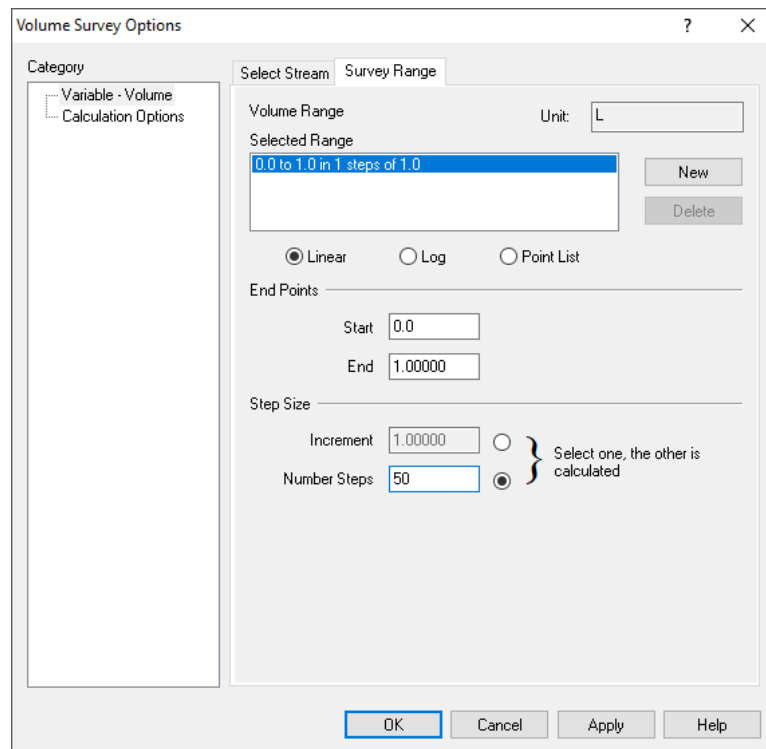 Volume Survey Options
?
Category
Variable - Volume
Calculation Options
Select Stream
Survey Range
Volume Range
Unit:
L
Selected Range
0.0 to 1.0 in 1 steps of 1.0
New
Delete
Linear
Log
Point List
End Points
Start
0.0
End
1.00000
Step Size
Increment
1.00000
Number Steps
50
Select one, the other is
calculated
OK
Cancel
Apply
Help